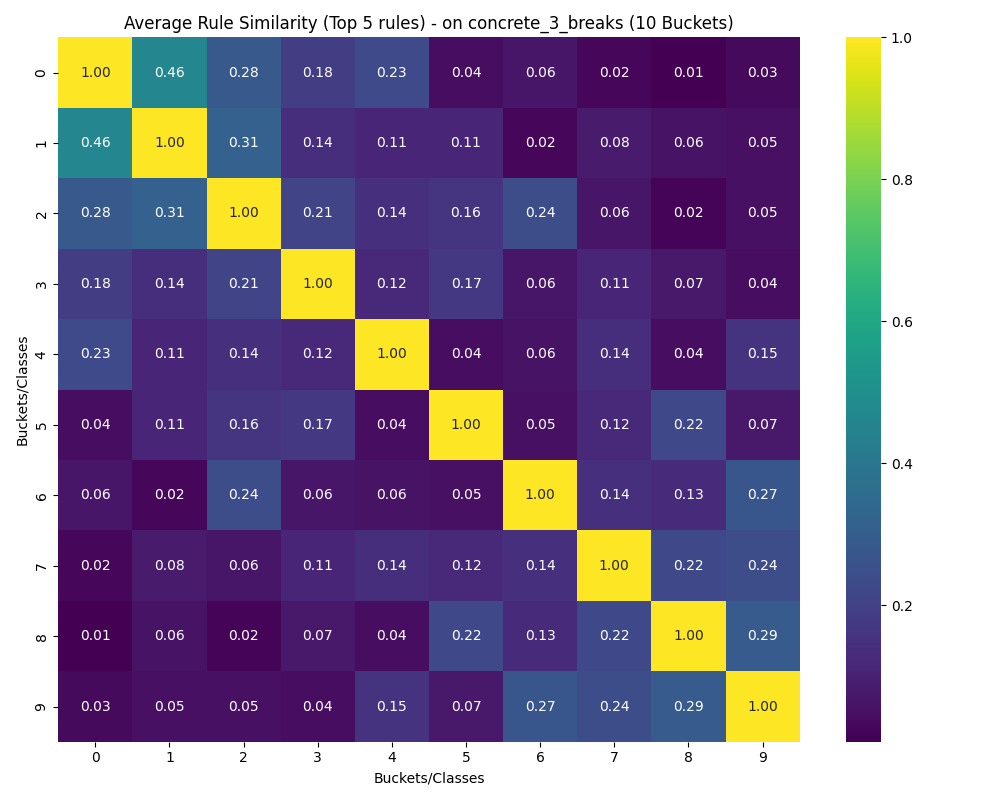 Average Rule Similarity (Top 5 rules) - on concrete_3_breaks (10 Buckets)
Buckets/Classes
0 1.00 0.46 0.28 0.18 0.23 0.04 0.06 0.02 0.01 0.03
1 0.46 1.00 0.31 0.14 0.11 0.11 0.02 0.08 0.06 0.05
2 0.28 0.31 1.00 0.21 0.14 0.16 0.24 0.06 0.02 0.05
3 0.18 0.14 0.21 1.00 0.12 0.17 0.06 0.11 0.07 0.04
4 0.23 0.11 0.14 0.12 1.00 0.04 0.06 0.14 0.04 0.15
5 0.04 0.11 0.16 0.17 0.04 1.00 0.05 0.12 0.22 0.07
6 0.06 0.02 0.24 0.06 0.06 0.05 1.00 0.14 0.13 0.27
7 0.02 0.08 0.06 0.11 0.14 0.12 0.14 1.00 0.22 0.24
8 0.01 0.06 0.02 0.07 0.04 0.22 0.13 0.22 1.00 0.29
9 0.03 0.05 0.05 0.04 0.15 0.07 0.27 0.24 0.29 1.00
0 1 2 3 4 5 6 7 8 9
Buckets/Classes
1.0
0.8
0.6
0.4
0.2